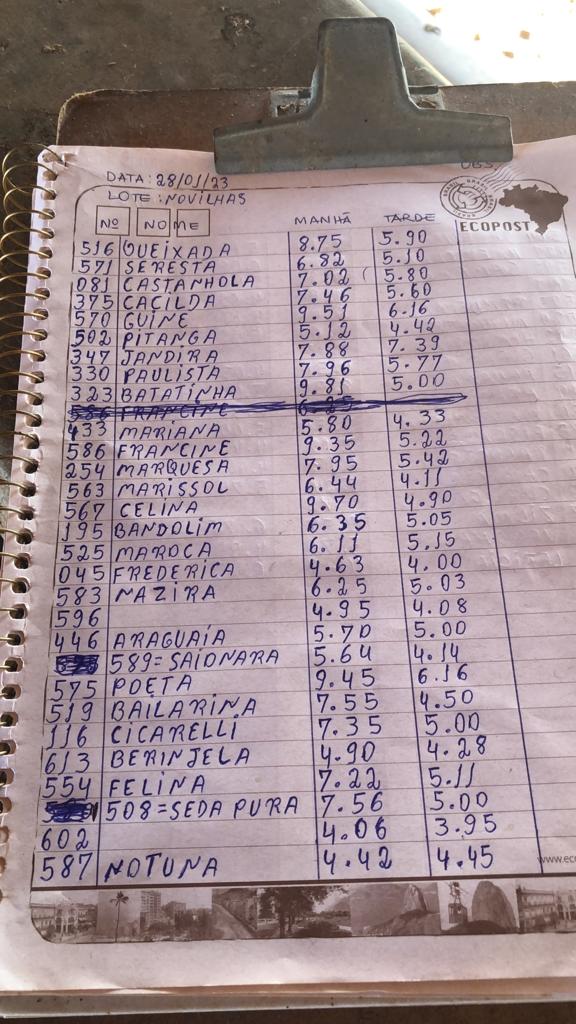 DATA: 28/01/23
LOTE: NOVILHAS
ECOPOST
Nº NOME MANHÃ TARDE
516 QUEIXADA 8.75 5.90
571 SERESTA 6.82 5.10
081 CASTANHOLA 7.02 5.80
375 CACILDA 7.46 5.60
570 GUINE 9.51 6.16
502 PITANGA 5.12 4.42
347 JANDIRA 7.88 7.39
330 PAULISTA 7.96 5.77
323 BATATINHA 9.81 5.00
586 FRANCINE 6.25
433 MARIANA 5.80 4.33
586 FRANCINE 9.35 5.22
254 MARQUESA 7.95 5.42
563 MARISSOL 6.44 4.11
567 CELINA 9.70 4.90
195 BANDOLIM 6.35 5.05
525 MAROCA 6.11 5.15
045 FREDERICA 4.63 4.00
583 NAZIRA 6.25 5.03
596 4.95 4.08
446 ARAGUAÍA 5.70 5.00
589=SAIONARA 5.64 4.14
575 POETA 9.45 6.16
519 BAILARINA 7.55 4.50
116 CICARELLI 7.35 5.00
613 BERINJELA 4.90 4.28
554 FELINA 7.22 5.11
508=SEDA PURA 7.56 5.00
602 4.06 3.95
587 NOTUNA 4.42 4.45